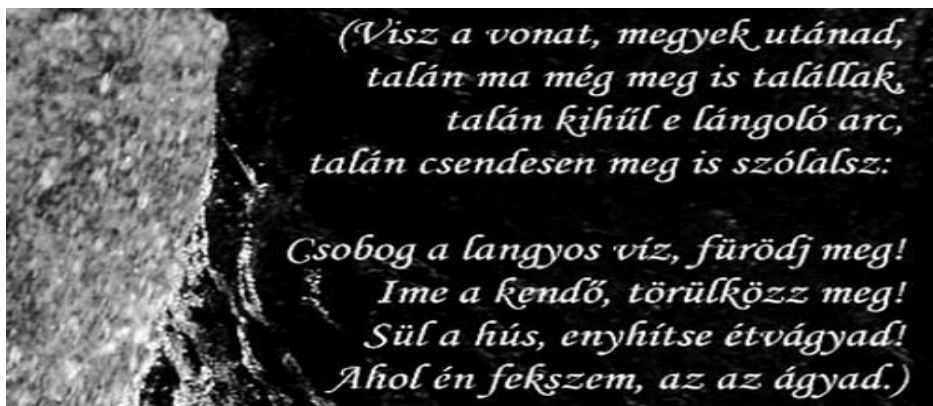 (Visz a vonat, megyek utánad,
talán ma még meg is talállak,
talán kihűl e lángoló arc,
talán csendesen meg is szólalsz:
Csobog a langyos víz, fürödj meg!
Ime a kendő, törülközz meg!
Sül a hús, enyhítse étvágyad!
Ahol én fekszem, az az ágyad.)